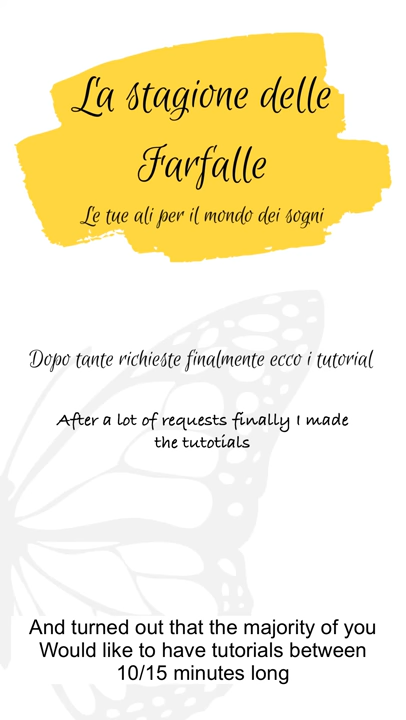 La stagione delle
Farfalle
Le tue ali per il mondo dei sogni
Dopo tante richieste finalmente ecco i tutorial
After a lot of requests finally I made
the tutotials
And turned out that the majority of you
Would like to have tutorials between
10/15 minutes long